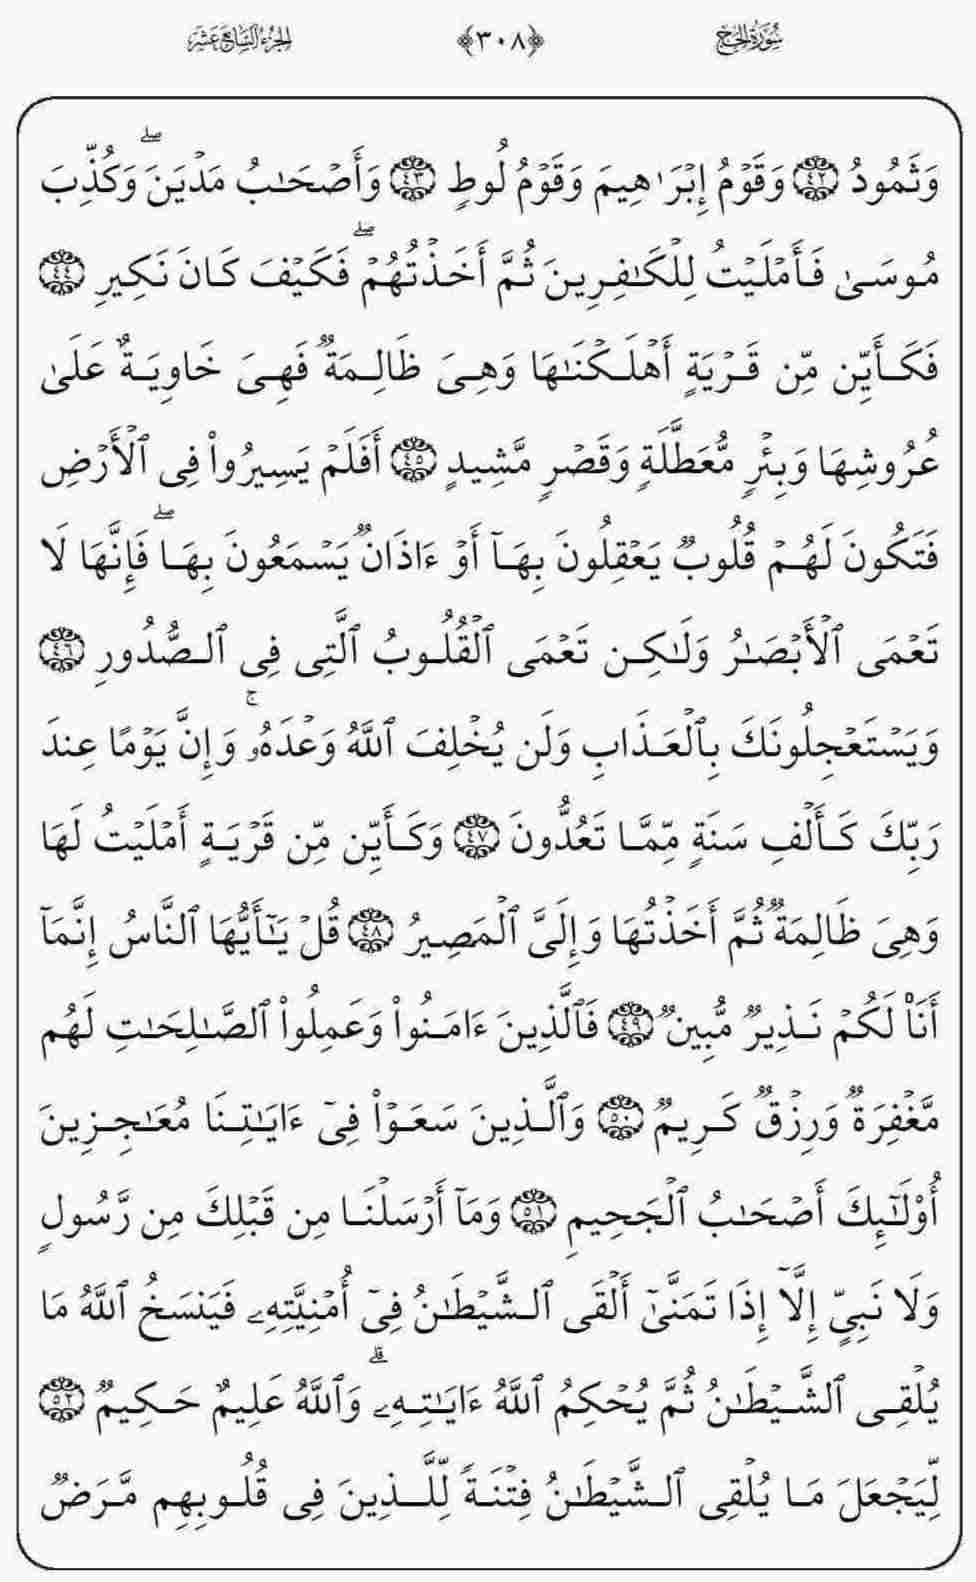 سُورَةُ الحَجّ ﴿٣٠٨﴾ الجُزءُ السَّابِعَ عَشَرَ
وَثَمُودُ ٤٢ وَقَوْمُ إِبْرَٰهِيمَ وَقَوْمُ لُوطٍ ٤٣ وَأَصْحَٰبُ مَدْيَنَۖ وَكُذِّبَ
مُوسَىٰ فَأَمْلَيْتُ لِلْكَٰفِرِينَ ثُمَّ أَخَذْتُهُمْۖ فَكَيْفَ كَانَ نَكِيرِ ٤٤
فَكَأَيِّن مِّن قَرْيَةٍ أَهْلَكْنَٰهَا وَهِىَ ظَالِمَةٌ فَهِىَ خَاوِيَةٌ عَلَىٰ
عُرُوشِهَا وَبِئْرٍ مُّعَطَّلَةٍ وَقَصْرٍ مَّشِيدٍ ٤٥ أَفَلَمْ يَسِيرُواْ فِى ٱلْأَرْضِ
فَتَكُونَ لَهُمْ قُلُوبٌ يَعْقِلُونَ بِهَآ أَوْ ءَاذَانٌ يَسْمَعُونَ بِهَاۖ فَإِنَّهَا لَا
تَعْمَى ٱلْأَبْصَٰرُ وَلَٰكِن تَعْمَى ٱلْقُلُوبُ ٱلَّتِى فِى ٱلصُّدُورِ ٤٦
وَيَسْتَعْجِلُونَكَ بِٱلْعَذَابِ وَلَن يُخْلِفَ ٱللَّهُ وَعْدَهُۥۚ وَإِنَّ يَوْمًا عِندَ
رَبِّكَ كَأَلْفِ سَنَةٍ مِّمَّا تَعُدُّونَ ٤٧ وَكَأَيِّن مِّن قَرْيَةٍ أَمْلَيْتُ لَهَا
وَهِىَ ظَالِمَةٌ ثُمَّ أَخَذْتُهَا وَإِلَىَّ ٱلْمَصِيرُ ٤٨ قُلْ يَٰٓأَيُّهَا ٱلنَّاسُ إِنَّمَآ
أَنَا۠ لَكُمْ نَذِيرٌ مُّبِينٌ ٤٩ فَٱلَّذِينَ ءَامَنُواْ وَعَمِلُواْ ٱلصَّٰلِحَٰتِ لَهُم
مَّغْفِرَةٌ وَرِزْقٌ كَرِيمٌ ٥٠ وَٱلَّذِينَ سَعَوْاْ فِىٓ ءَايَٰتِنَا مُعَٰجِزِينَ
أُوْلَٰٓئِكَ أَصْحَٰبُ ٱلْجَحِيمِ ٥١ وَمَآ أَرْسَلْنَا مِن قَبْلِكَ مِن رَّسُولٍ
وَلَا نَبِىٍّ إِلَّآ إِذَا تَمَنَّىٰٓ أَلْقَى ٱلشَّيْطَٰنُ فِىٓ أُمْنِيَّتِهِۦ فَيَنسَخُ ٱللَّهُ مَا
يُلْقِى ٱلشَّيْطَٰنُ ثُمَّ يُحْكِمُ ٱللَّهُ ءَايَٰتِهِۦۗ وَٱللَّهُ عَلِيمٌ حَكِيمٌ ٥٢
لِّيَجْعَلَ مَا يُلْقِى ٱلشَّيْطَٰنُ فِتْنَةً لِّلَّذِينَ فِى قُلُوبِهِم مَّرَضٌ